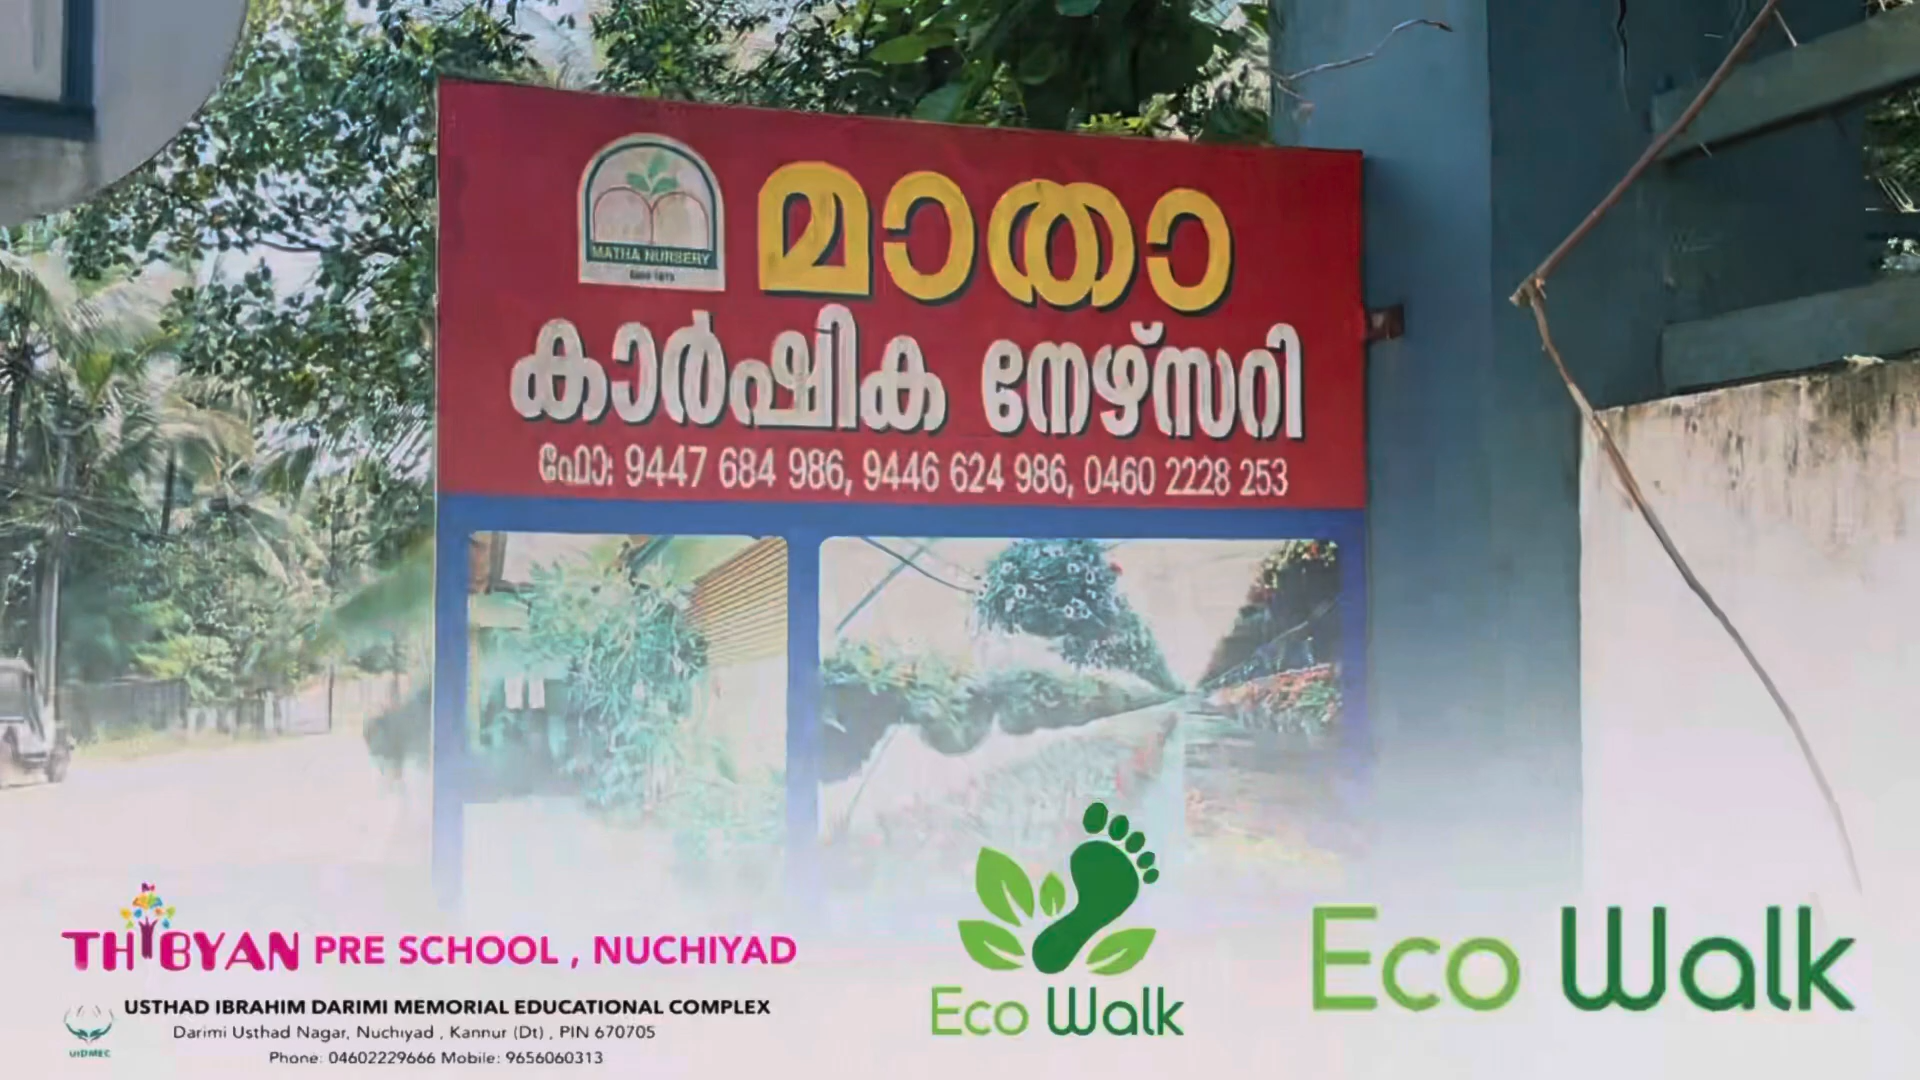 MATHA NURSERY
മാതാ
കാർഷിക നേഴ്സറി
ഫോ: 9447 684 986, 9446 624 986, 0460 2228 253
THIBYAN PRE SCHOOL , NUCHIYAD
USTHAD IBRAHIM DARIMI MEMORIAL EDUCATIONAL COMPLEX
Darimi Usthad Nagar, Nuchiyad , Kannur (Dt) , PIN 670705
Phone: 04602229666 Mobile: 9656060313
UIDMEC
Eco Walk
Eco Walk